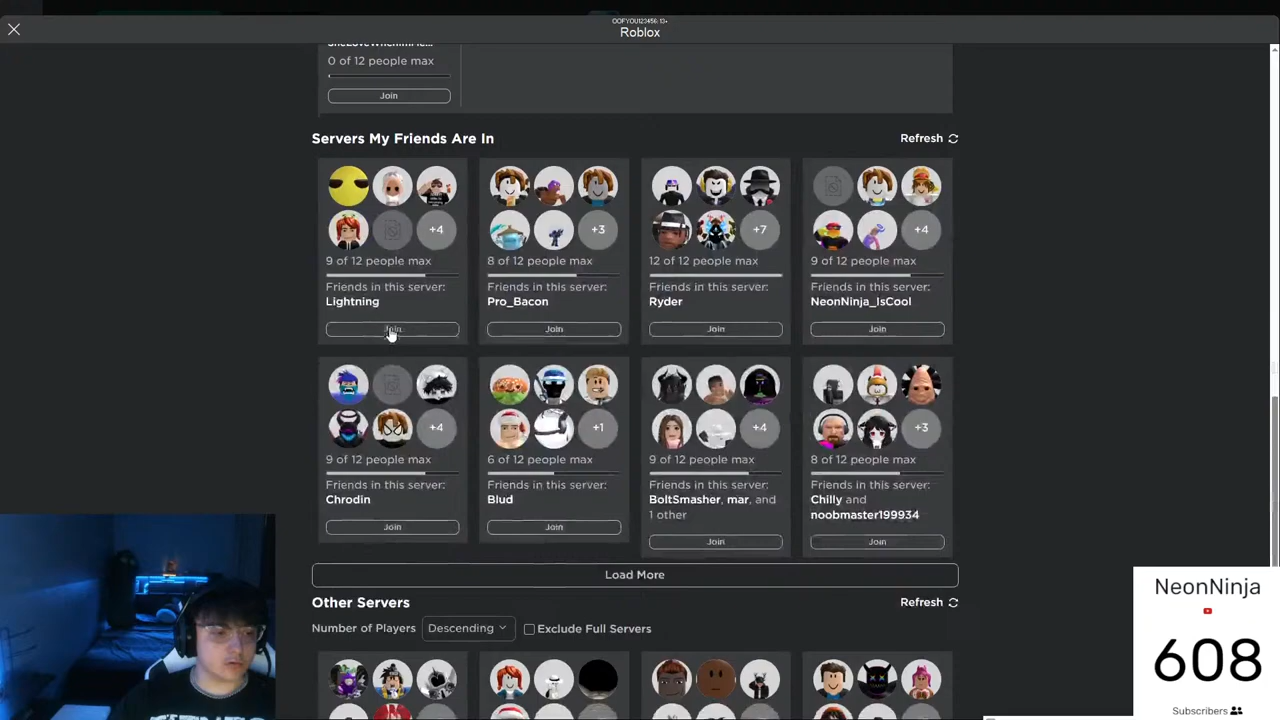 OOFYOU123456: 13+
Roblox
0 of 12 people max
Join
Servers My Friends Are In
Refresh
+4
9 of 12 people max
Friends in this server:
Lightning
Join
+3
8 of 12 people max
Friends in this server:
Pro_Bacon
Join
+7
12 of 12 people max
Friends in this server:
Ryder
Join
+4
9 of 12 people max
Friends in this server:
NeonNinja_IsCool
Join
+4
9 of 12 people max
Friends in this server:
Chrodin
Join
+1
6 of 12 people max
Friends in this server:
Blud
Join
+4
9 of 12 people max
Friends in this server:
BoltSmasher, mar, and
1 other
Join
+3
8 of 12 people max
Friends in this server:
Chilly and
noobmaster199934
Join
Load More
Other Servers
Refresh
Number of Players
Descending
Exclude Full Servers
NeonNinja
608
Subscribers